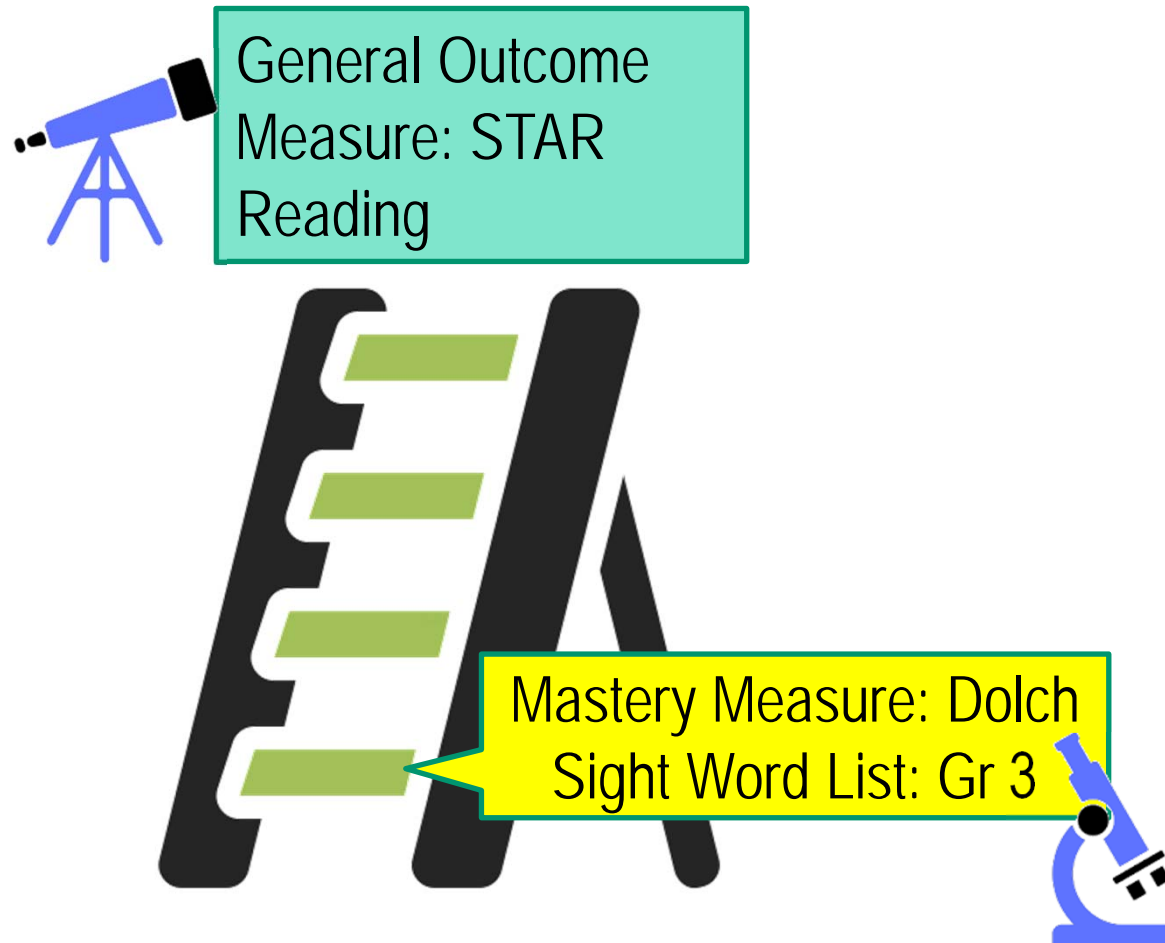 General Outcome
Measure: STAR
Reading
Mastery Measure: Dolch
Sight Word List: Gr 3